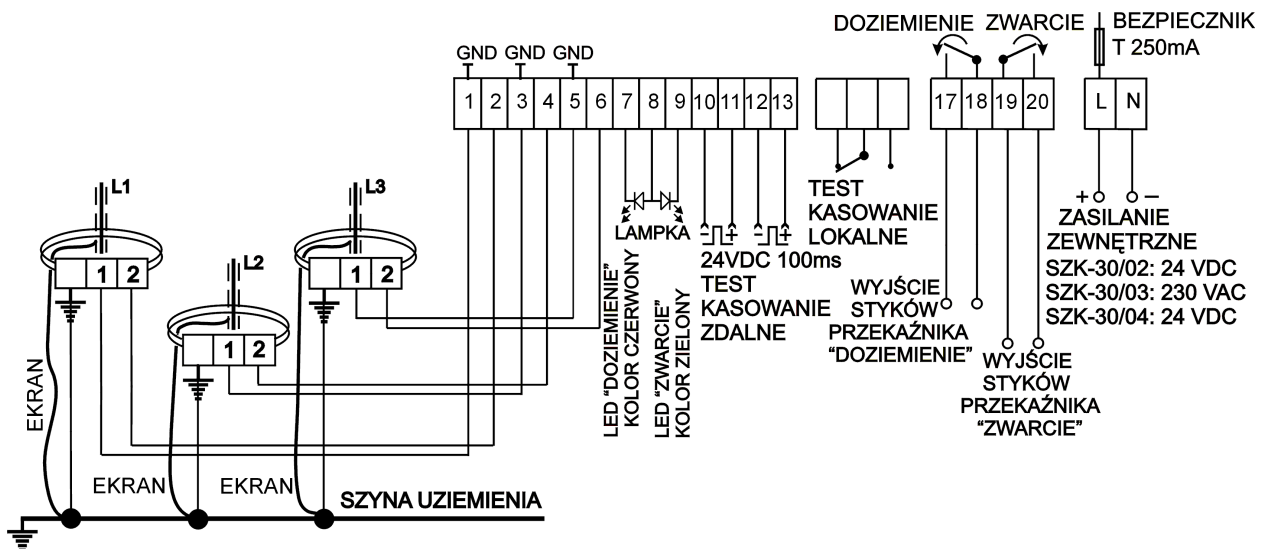 DOZIEMIENIE ZWARCIE
BEZPIECZNIK
T 250mA
GND GND GND
1 2 3 4 5 6 7 8 9 10 11 12 13
17 18 19 20
L N
L1
1 2
L2
1 2
L3
1 2
EKRAN
EKRAN
EKRAN
SZYNA UZIEMIENIA
LAMPKA
LED “DOZIEMIENIE”
KOLOR CZERWONY
LED “ZWARCIE”
KOLOR ZIELONY
+ +
24VDC 100ms
TEST
KASOWANIE
ZDALNE
TEST
KASOWANIE
LOKALNE
WYJŚCIE
STYKÓW
PRZEKAŹNIKA
“DOZIEMIENIE”
WYJŚCIE
STYKÓW
PRZEKAŹNIKA
“ZWARCIE”
+ −
ZASILANIE
ZEWNĘTRZNE
SZK-30/02: 24 VDC
SZK-30/03: 230 VAC
SZK-30/04: 24 VDC